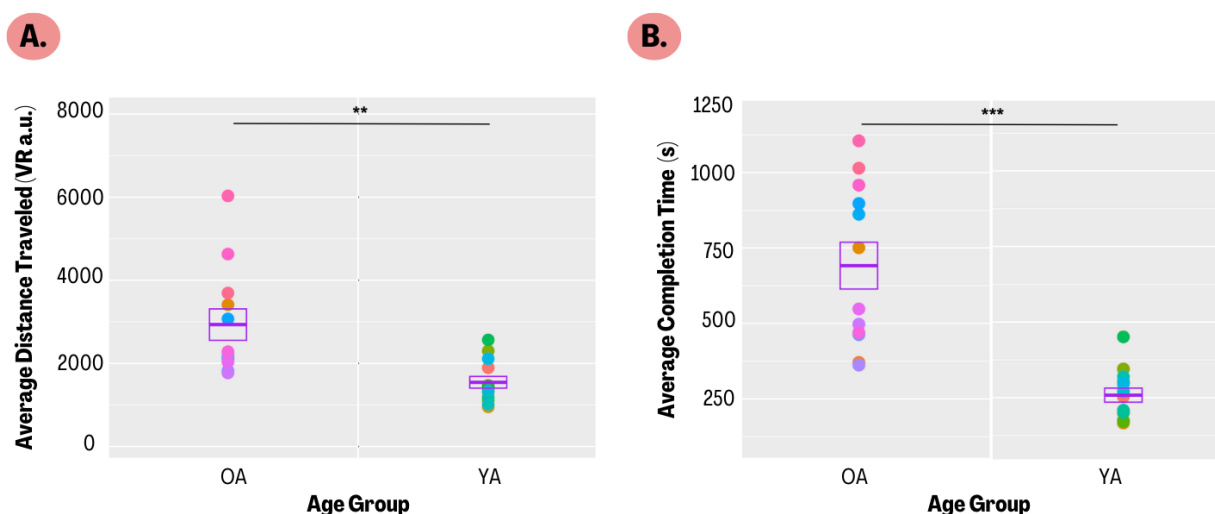 A.
Average Distance Traveled (VR a.u.)
8000
6000
4000
2000
0
**
OA
YA
Age Group
B.
Average Completion Time (s)
1250
1000
750
500
250
***
OA
YA
Age Group